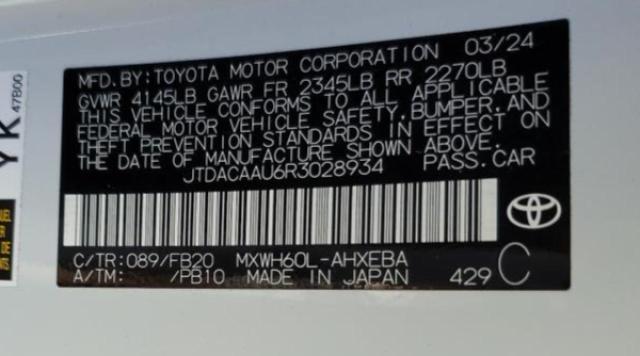 MFD. BY: TOYOTA MOTOR CORPORATION 03/24
GVWR 4145LB GAWR FR 2345LB RR 2270LB
THIS VEHICLE CONFORMS TO ALL APPLICABLE
FEDERAL MOTOR VEHICLE SAFETY, BUMPER, AND
THEFT PREVENTION STANDARDS IN EFFECT ON
THE DATE OF MANUFACTURE SHOWN ABOVE.
JTDACAAU6R3028934 PASS. CAR
C/TR: 089/FB20 MXWH60L-AHXEBA
A/TM: /PB10 MADE IN JAPAN 429 C
YK 47B00